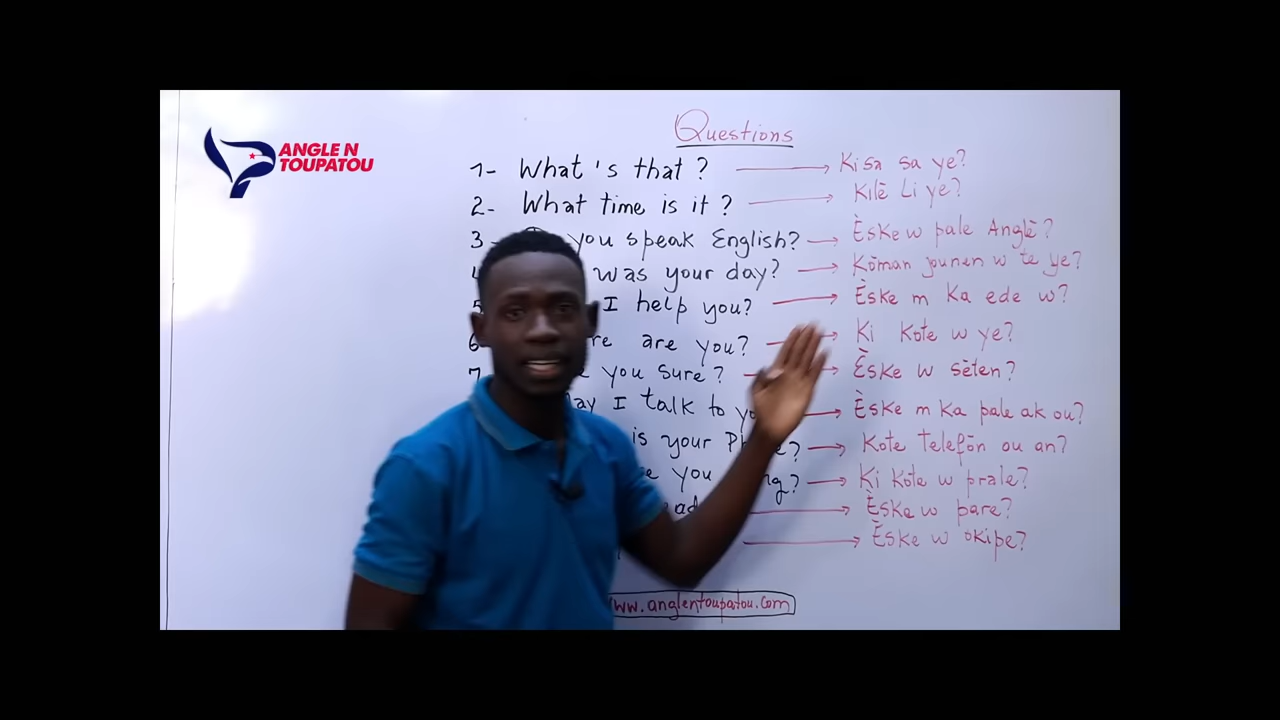 ANGLE N
TOUPATOU
Questions
1- What's that? → Kisa sa ye?
2- What time is it? → Kilè Li ye?
3- you speak English? → Èske w pale Anglè?
was your day? → Kòman jounen w te ye?
I help you? → Èske m Ka ede w?
6 are you? → Ki Kote w ye?
7 you sure? → Èske w sèten?
I talk to → Èske m Ka pale ak ou?
is your → Kote telefòn ou an?
you → Ki Kote w prale?
→ Èske w pare?
→ Èske w okipe?
www.anglentoupatou.com